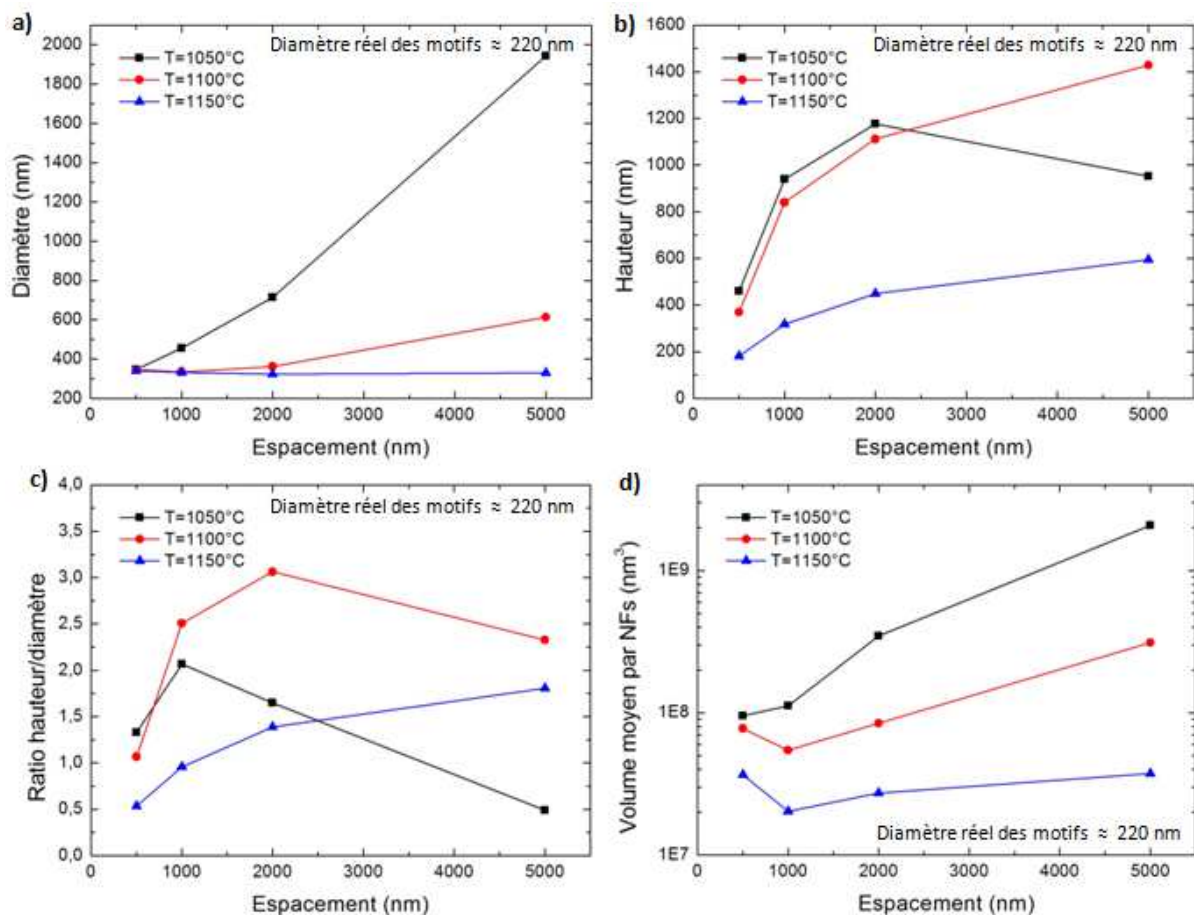 a)
Diamètre réel des motifs ≈ 220 nm
T=1050°C
T=1100°C
T=1150°C
2000
1800
1600
1400
1200
1000
800
600
400
200
Diamètre (nm)
0
1000
2000
3000
4000
5000
Espacement (nm)
b)
Diamètre réel des motifs ≈ 220 nm
T=1050°C
T=1100°C
T=1150°C
1600
1400
1200
1000
800
600
400
200
0
Hauteur (nm)
0
1000
2000
3000
4000
5000
Espacement (nm)
c)
Diamètre réel des motifs ≈ 220 nm
T=1050°C
T=1100°C
T=1150°C
4,0
3,5
3,0
2,5
2,0
1,5
1,0
0,5
0,0
Ratio hauteur/diamètre
0
1000
2000
3000
4000
5000
Espacement (nm)
d)
T=1050°C
T=1100°C
T=1150°C
1E9
1E8
1E7
Volume moyen par NFs (nm³)
Diamètre réel des motifs ≈ 220 nm
0
1000
2000
3000
4000
5000
Espacement (nm)